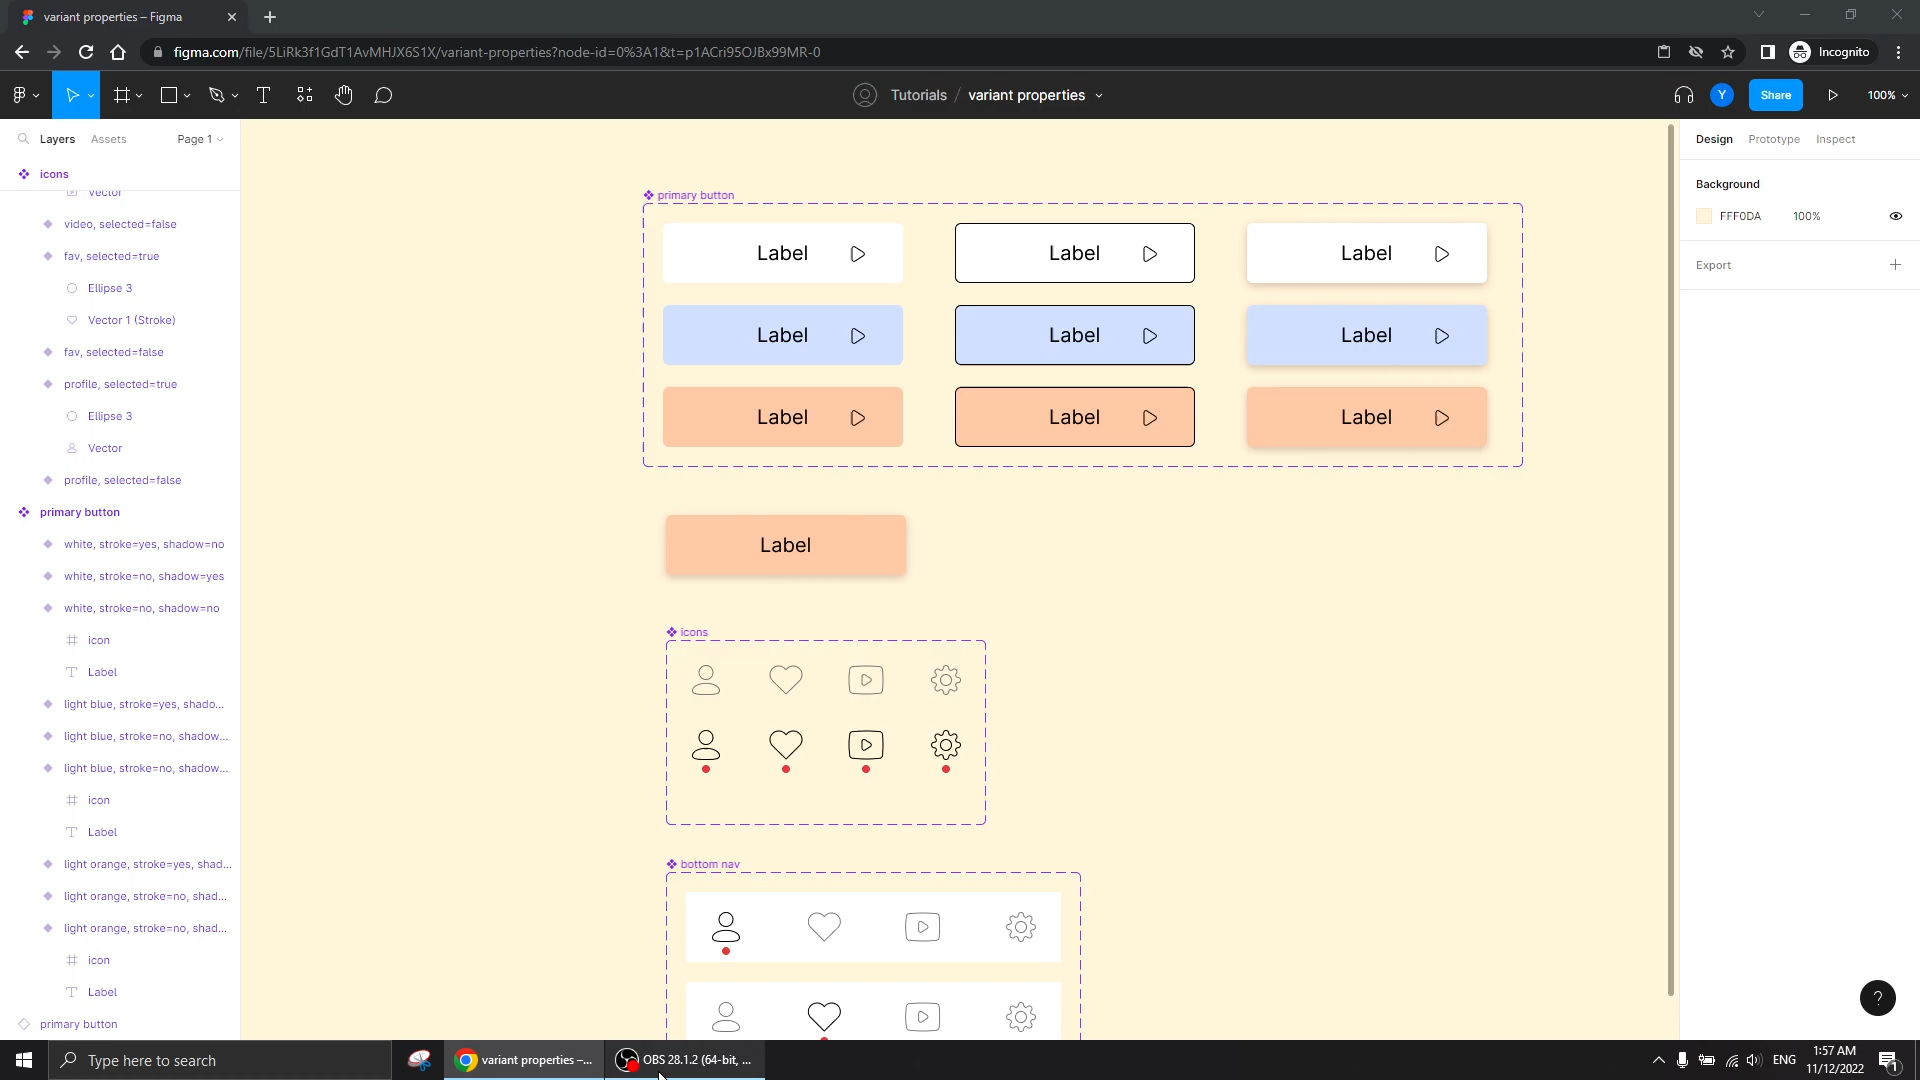 variant properties – Figma
figma.com/file/5LiRk3f1GdT1AvMHJX6S1X/variant-properties?node-id=0%3A1&t=p1ACri95OJBx99MR-0
Incognito
Tutorials / variant properties
Y
Share
100%
Layers
Assets
Page 1
icons
Vector
video, selected=false
fav, selected=true
Ellipse 3
Vector 1 (Stroke)
fav, selected=false
profile, selected=true
Ellipse 3
Vector
profile, selected=false
primary button
white, stroke=yes, shadow=no
white, stroke=no, shadow=yes
white, stroke=no, shadow=no
icon
Label
light blue, stroke=yes, shado...
light blue, stroke=no, shadow...
light blue, stroke=no, shadow...
icon
Label
light orange, stroke=yes, shad...
light orange, stroke=no, shad...
light orange, stroke=no, shad...
icon
Label
primary button
primary button
Label
Label
Label
Label
Label
Label
Label
Label
Label
Label
icons
bottom nav
Design
Prototype
Inspect
Background
FFF0DA
100%
Export
?
Type here to search
variant properties –...
OBS 28.1.2 (64-bit, ...
ENG
1:57 AM
11/12/2022
1